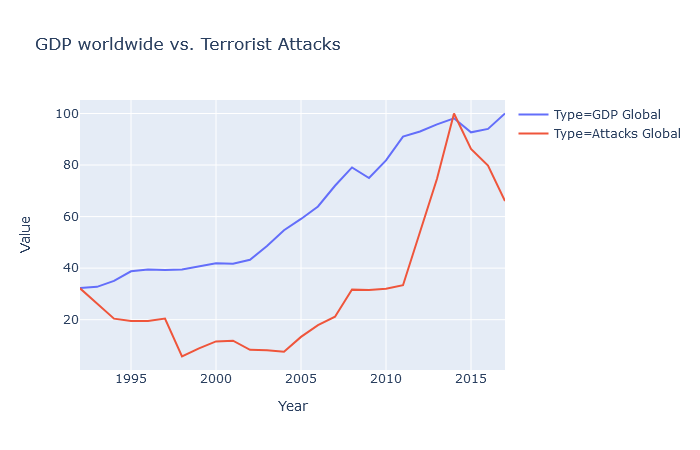 GDP worldwide vs. Terrorist Attacks
Type=GDP Global
Type=Attacks Global
100
80
60
40
20
Value
1995 2000 2005 2010 2015
Year